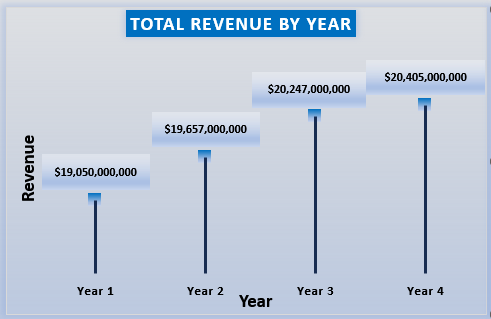 TOTAL REVENUE BY YEAR
$19,050,000,000
$19,657,000,000
$20,247,000,000
$20,405,000,000
Revenue
Year 1
Year 2
Year 3
Year 4
Year